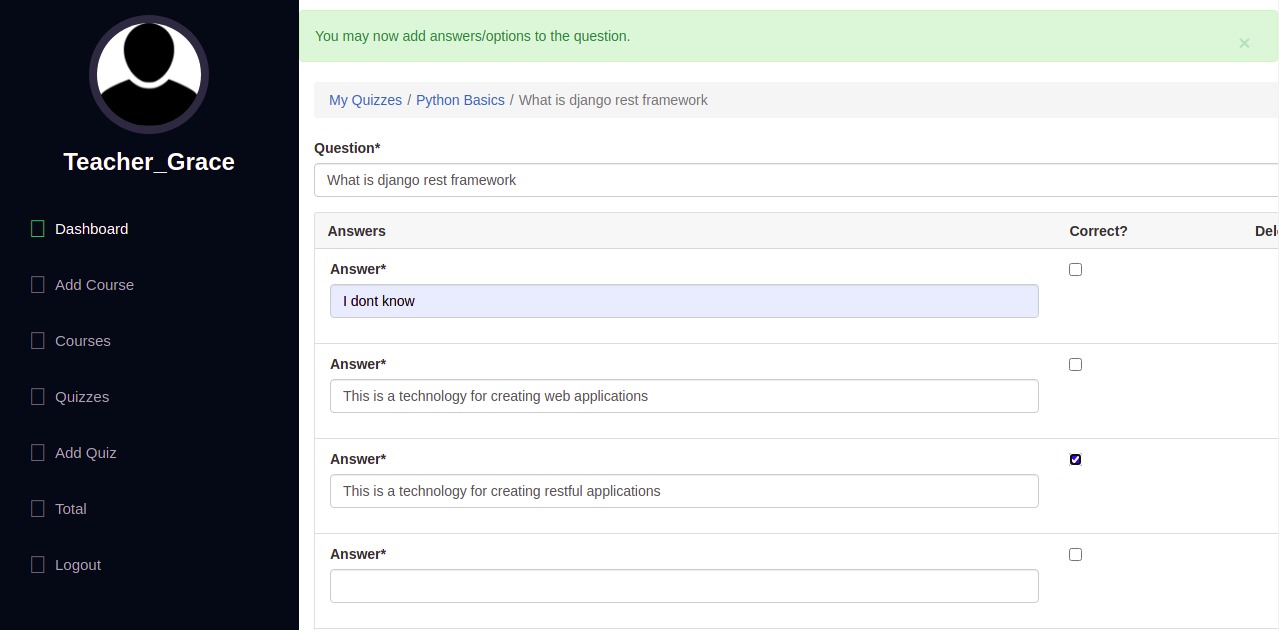 Teacher_Grace
Dashboard
Add Course
Courses
Quizzes
Add Quiz
Total
Logout
You may now add answers/options to the question.
×
My Quizzes / Python Basics / What is django rest framework
Question*
What is django rest framework
Answers Correct? Del
Answer*
I dont know
Answer*
This is a technology for creating web applications
Answer*
This is a technology for creating restful applications
Answer*